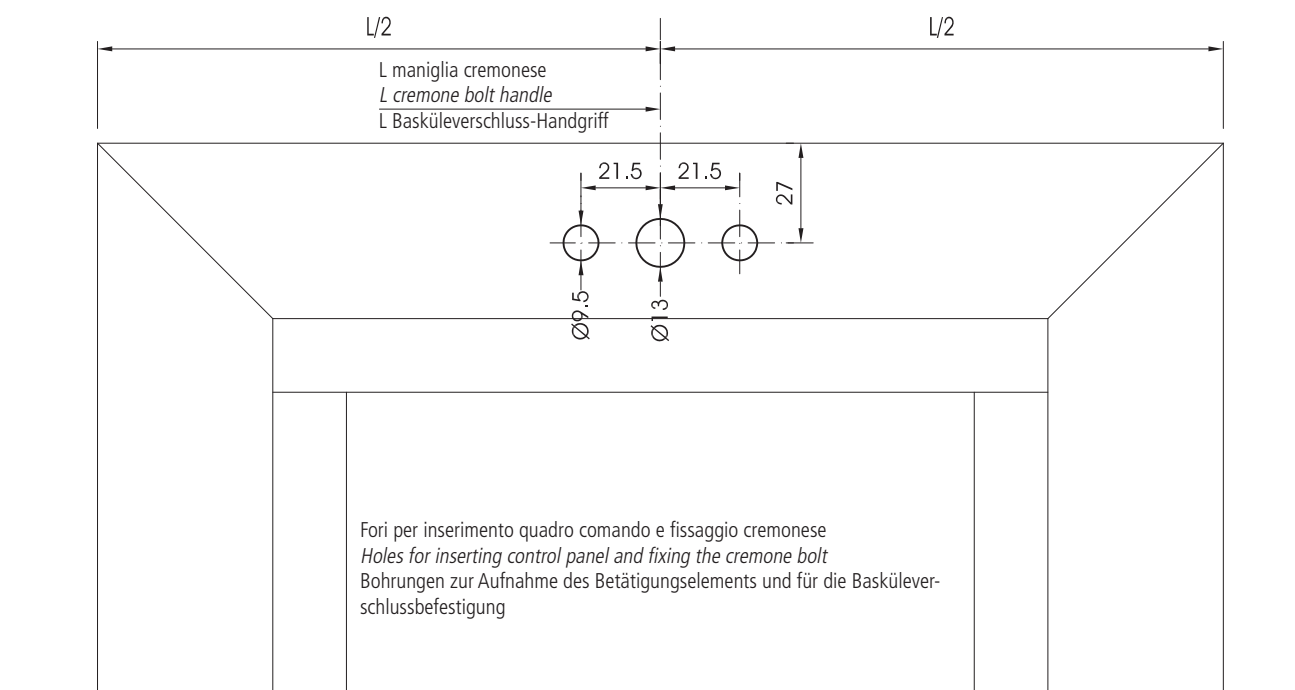 L/2
L/2
L maniglia cremonese
L cremone bolt handle
L Basküleverschluss-Handgriff
21.5
21.5
27
Ø9.5
Ø13
Fori per inserimento quadro comando e fissaggio cremonese
Holes for inserting control panel and fixing the cremone bolt
Bohrungen zur Aufnahme des Betätigungselements und für die Baskülever-
schlussbefestigung